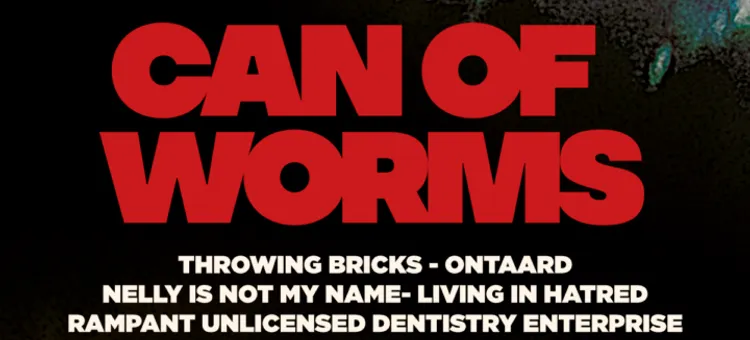 CAN OF
WORMS
THROWING BRICKS - ONTAARD
NELLY IS NOT MY NAME- LIVING IN HATRED
RAMPANT UNLICENSED DENTISTRY ENTERPRISE